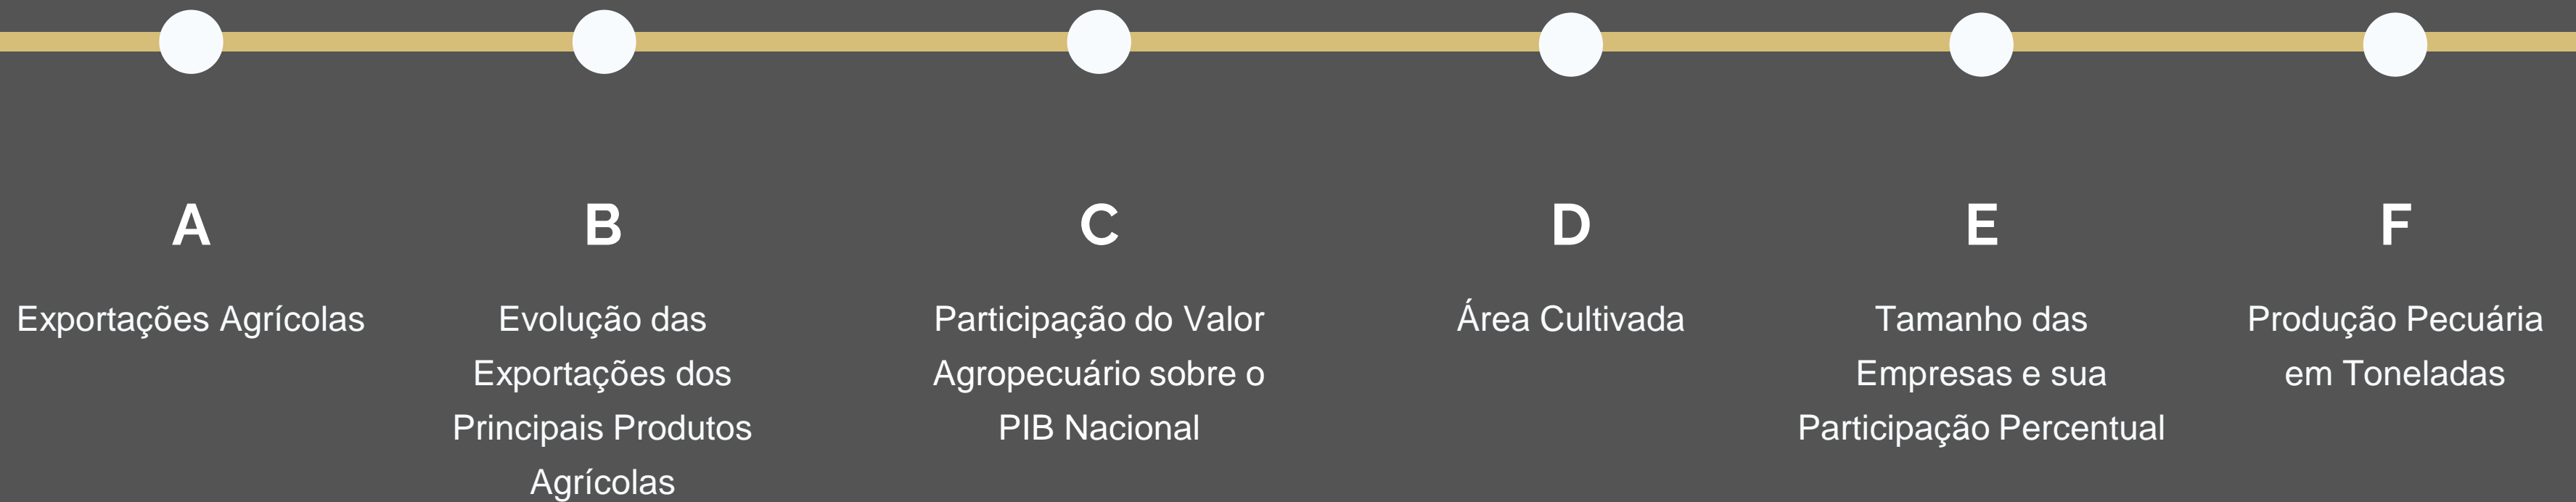 A
Exportações Agrícolas
B
Evolução das
Exportações dos
Principais Produtos
Agrícolas
C
Participação do Valor
Agropecuário sobre o
PIB Nacional
D
Área Cultivada
E
Tamanho das
Empresas e sua
Participação Percentual
F
Produção Pecuária
em Toneladas